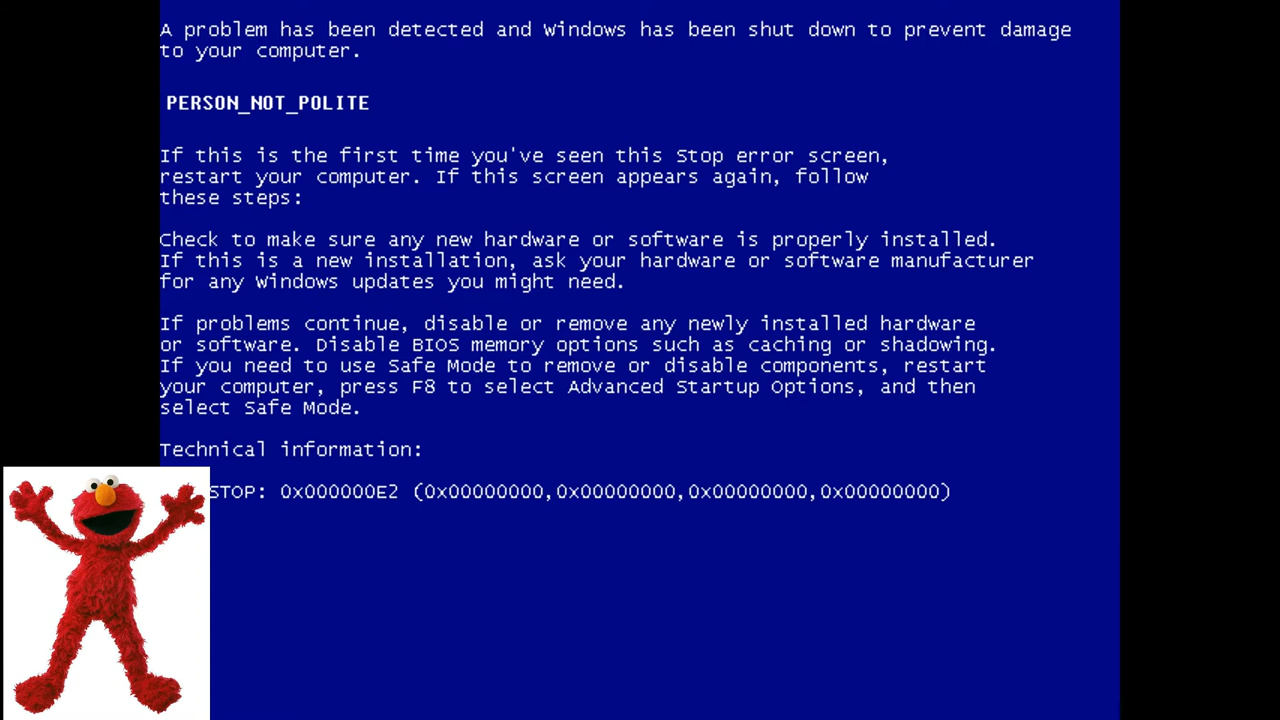 A problem has been detected and Windows has been shut down to prevent damage
to your computer.
PERSON_NOT_POLITE
If this is the first time you've seen this Stop error screen,
restart your computer. If this screen appears again, follow
these steps:
Check to make sure any new hardware or software is properly installed.
If this is a new installation, ask your hardware or software manufacturer
for any Windows updates you might need.
If problems continue, disable or remove any newly installed hardware
or software. Disable BIOS memory options such as caching or shadowing.
If you need to use Safe Mode to remove or disable components, restart
your computer, press F8 to select Advanced Startup Options, and then
select Safe Mode.
Technical information:
STOP: 0x000000E2 (0x00000000,0x00000000,0x00000000,0x00000000)